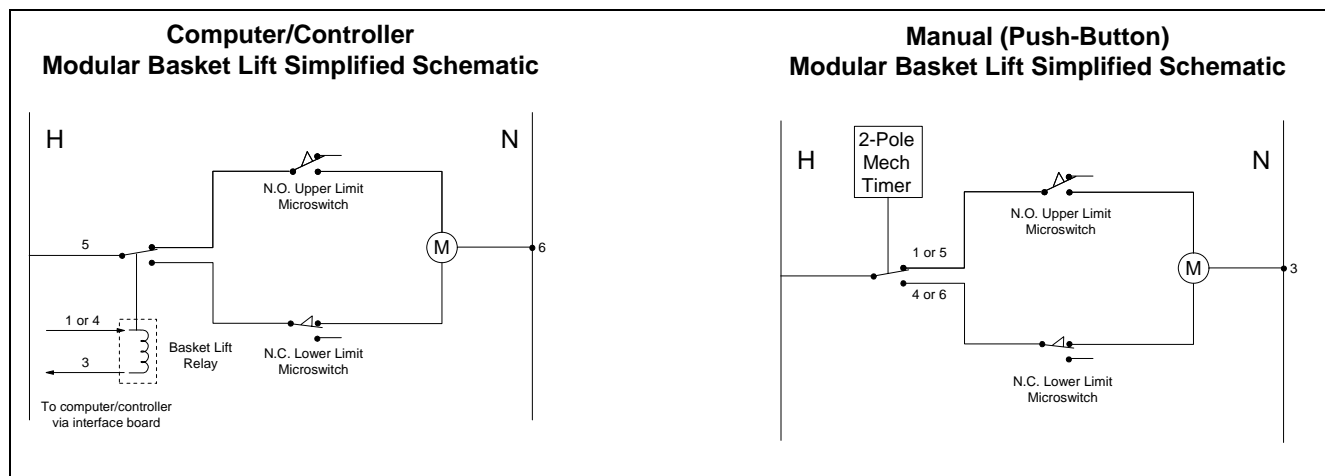 Computer/Controller
Modular Basket Lift Simplified Schematic
H
N
N.O. Upper Limit
Microswitch
5
M
6
1 or 4
3
Basket Lift
Relay
N.C. Lower Limit
Microswitch
To computer/controller
via interface board
Manual (Push-Button)
Modular Basket Lift Simplified Schematic
H
2-Pole
Mech
Timer
N
N.O. Upper Limit
Microswitch
1 or 5
M
3
4 or 6
N.C. Lower Limit
Microswitch